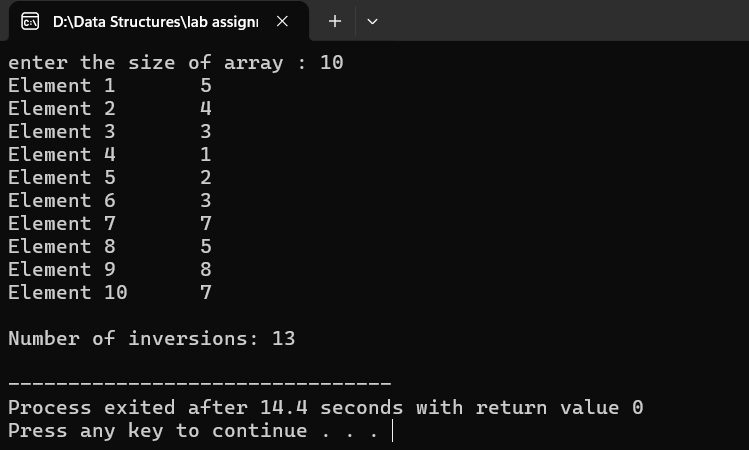 D:\Data Structures\lab assignr
enter the size of array : 10
Element 1       5
Element 2       4
Element 3       3
Element 4       1
Element 5       2
Element 6       3
Element 7       7
Element 8       5
Element 9       8
Element 10      7
Number of inversions: 13
--------------------------------
Process exited after 14.4 seconds with return value 0
Press any key to continue . . .